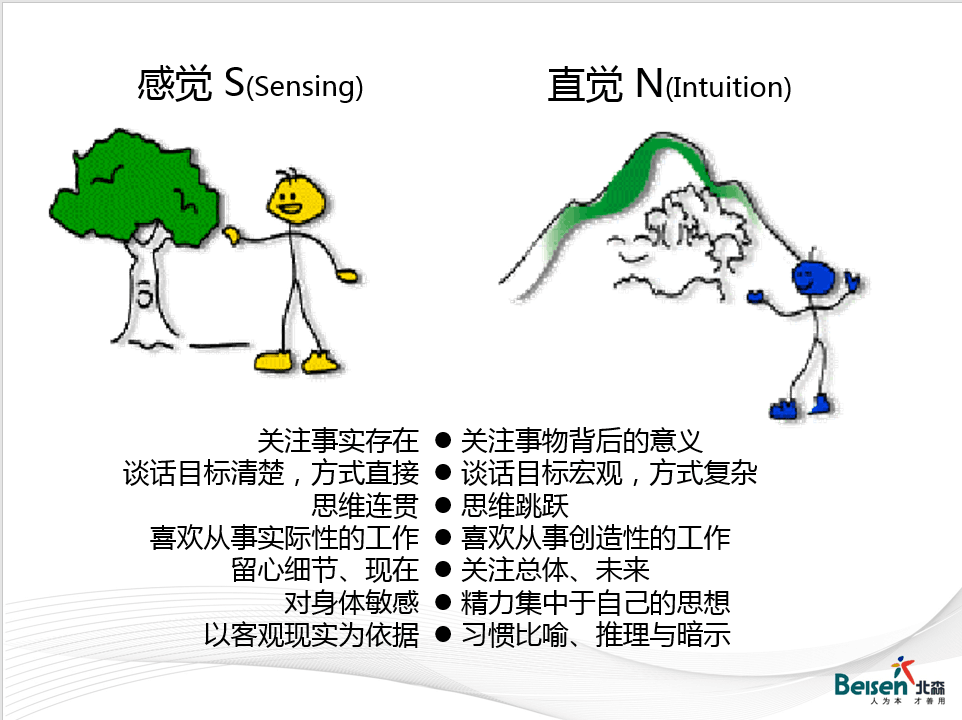 感觉 S(Sensing)
直觉 N(Intuition)
关注事实存在 ● 关注事物背后的意义
谈话目标清楚，方式直接 ● 谈话目标宏观，方式复杂
思维连贯 ● 思维跳跃
喜欢从事实际性的工作 ● 喜欢从事创造性的工作
留心细节、现在 ● 关注总体、未来
对身体敏感 ● 精力集中于自己的思想
以客观现实为依据 ● 习惯比喻、推理与暗示
Beisen 北森
人为本 才善用